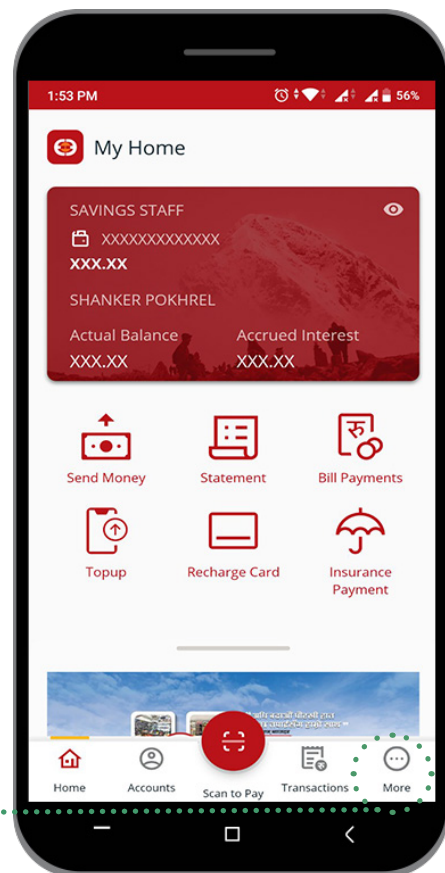 1:53 PM 56%
My Home
SAVINGS STAFF
XXXXXXXXXXXXX
XXX.XX
SHANKER POKHREL
Actual Balance Accrued Interest
XXX.XX XXX.XX
Send Money Statement Bill Payments
रु
Topup Recharge Card Insurance
Payment
Home Accounts Scan to Pay Transactions More